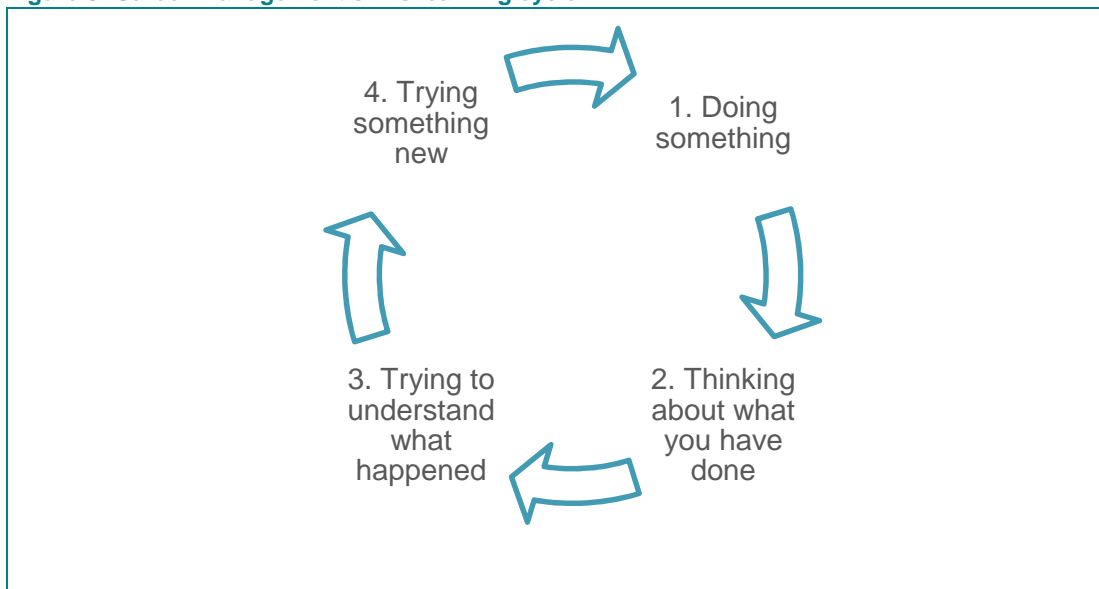 4. Trying
something
new
1. Doing
something
2. Thinking
about what
you have
done
3. Trying to
understand
what
happened